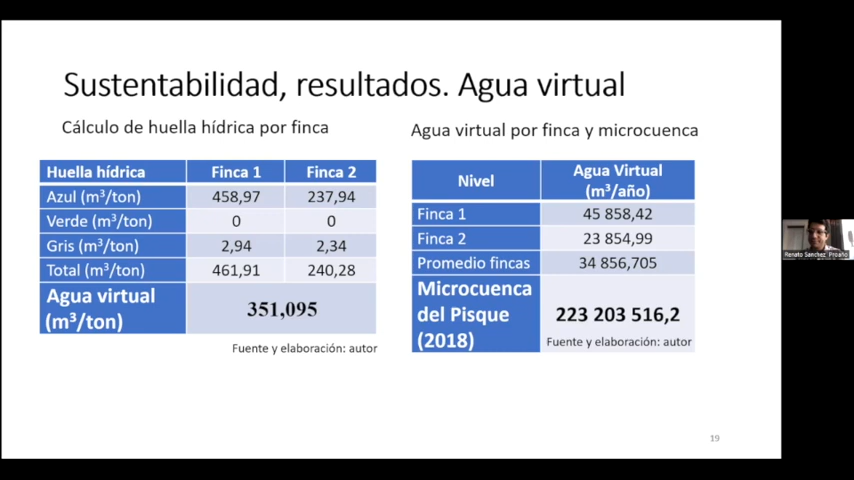 Sustentabilidad, resultados. Agua virtual
Cálculo de huella hídrica por finca
Huella hídrica Finca 1 Finca 2
Azul (m³/ton) 458,97 237,94
Verde (m³/ton) 0 0
Gris (m³/ton) 2,94 2,34
Total (m³/ton) 461,91 240,28
Agua virtual
(m³/ton)
351,095
Fuente y elaboración: autor
Agua virtual por finca y microcuenca
Nivel
Agua Virtual
(m³/año)
Finca 1 45 858,42
Finca 2 23 854,99
Promedio fincas 34 856,705
Microcuenca
del Pisque
(2018)
223 203 516,2
Fuente y elaboración: autor
19
Renato Sánchez Proaño